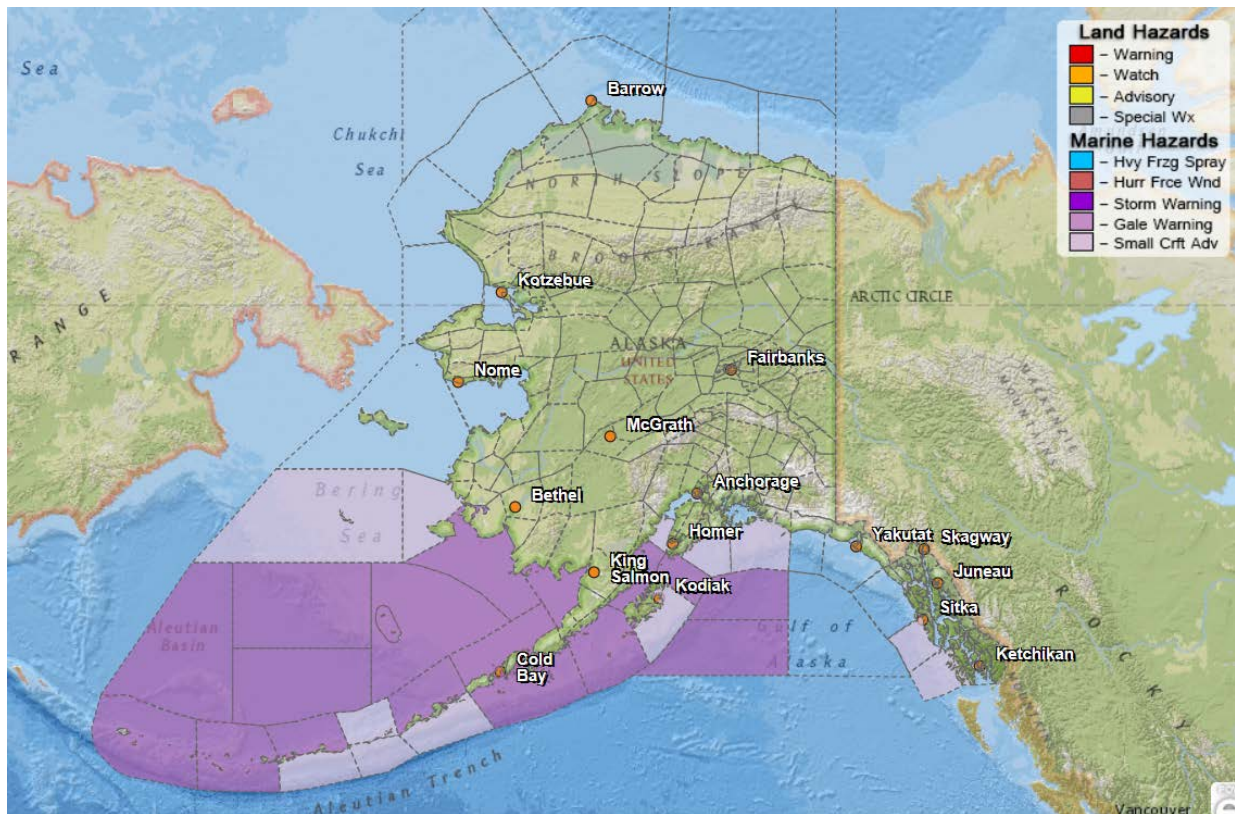 Land Hazards
– Warning
– Watch
– Advisory
– Special Wx
Marine Hazards
– Hvy Frzg Spray
– Hurr Frce Wnd
– Storm Warning
– Gale Warning
– Small Crft Adv
Sea
Barrow
Chukchi
Sea
NORTH SLOPE
BROOKS RANGE
Kotzebue
ARCTIC CIRCLE
RANGE
ALASKA
UNITED
STATES
Fairbanks
Nome
MACKENZIE
MOUNTAINS
McGrath
Bering
Sea
Bethel
Anchorage
Homer
Yakutat
Skagway
King
Salmon
Kodiak
Juneau
Sitka
Aleutian
Basin
Gulf of
Alaska
Cold
Bay
Ketchikan
ROCKY
Aleutian Trench
Vancouver